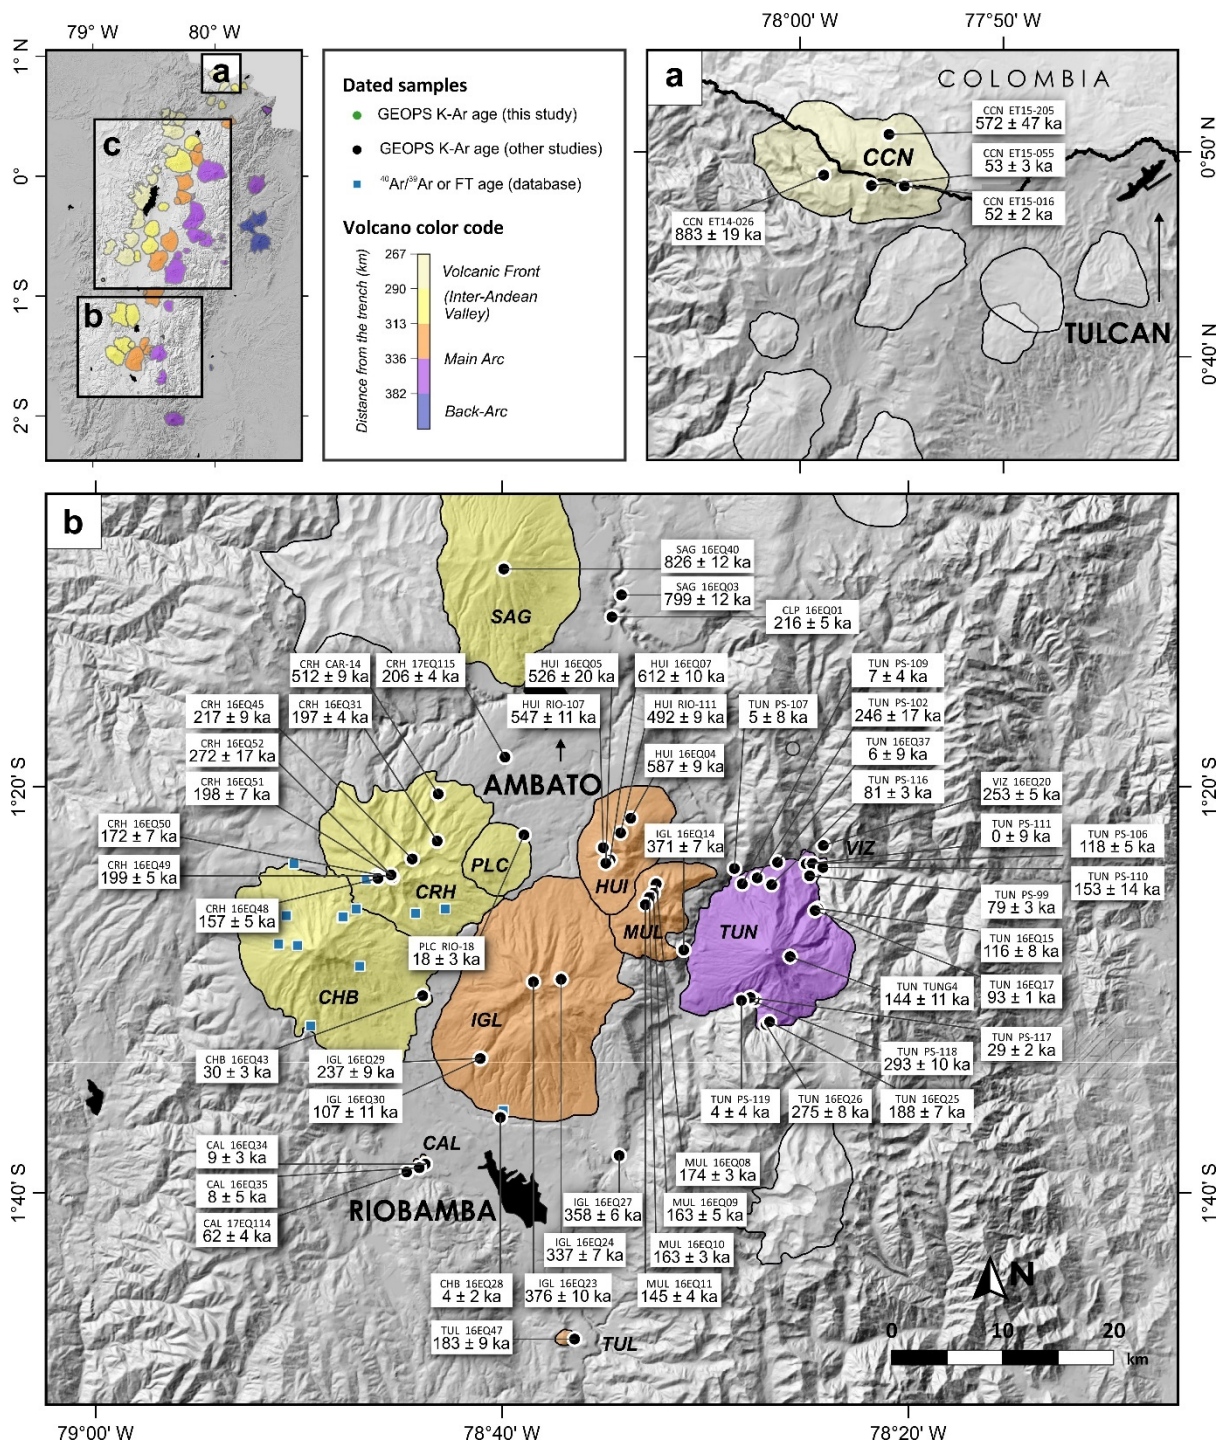 79° W
80° W
1° N
0°
1° S
2° S
a
c
b
Dated samples
GEOPS K-Ar age (this study)
GEOPS K-Ar age (other studies)
⁴⁰Ar/³⁹Ar or FT age (database)
Volcano color code
Distance from the trench (km)
267
290
313
336
382
Volcanic Front
(Inter-Andean
Valley)
Main Arc
Back-Arc
78°00' W
77°50' W
a
COLOMBIA
CCN ET15-205
572 ± 47 ka
CCN
CCN ET15-055
53 ± 3 ka
CCN ET15-016
52 ± 2 ka
CCN ET14-026
883 ± 19 ka
TULCAN
0°50' N
0°40' N
b
SAG 16EQ40
826 ± 12 ka
SAG 16EQ03
799 ± 12 ka
SAG
CLP 16EQ01
216 ± 5 ka
CRH CAR-14
512 ± 9 ka
CRH 17EQ115
206 ± 4 ka
HUI 16EQ05
526 ± 20 ka
HUI 16EQ07
612 ± 10 ka
TUN PS-109
7 ± 4 ka
CRH 16EQ45
217 ± 9 ka
CRH 16EQ31
197 ± 4 ka
HUI RIO-107
547 ± 11 ka
HUI RIO-111
492 ± 9 ka
TUN PS-107
5 ± 8 ka
TUN PS-102
246 ± 17 ka
CRH 16EQ52
272 ± 17 ka
HUI 16EQ04
587 ± 9 ka
TUN 16EQ37
6 ± 9 ka
CRH 16EQ51
198 ± 7 ka
AMBATO
TUN PS-116
81 ± 3 ka
VIZ 16EQ20
253 ± 5 ka
CRH 16EQ50
172 ± 7 ka
IGL 16EQ14
371 ± 7 ka
TUN PS-111
0 ± 9 ka
TUN PS-106
118 ± 5 ka
CRH 16EQ49
199 ± 5 ka
PLC
VIZ
TUN PS-110
153 ± 14 ka
CRH
HUI
CRH 16EQ48
157 ± 5 ka
TUN PS-99
79 ± 3 ka
MUL
TUN
PLC RIO-18
18 ± 3 ka
TUN 16EQ15
116 ± 8 ka
CHB
TUN TUNG4
144 ± 11 ka
TUN 16EQ17
93 ± 1 ka
IGL
TUN PS-117
29 ± 2 ka
CHB 16EQ43
30 ± 3 ka
IGL 16EQ29
237 ± 9 ka
TUN PS-118
293 ± 10 ka
IGL 16EQ30
107 ± 11 ka
TUN PS-119
4 ± 4 ka
TUN 16EQ26
275 ± 8 ka
TUN 16EQ25
188 ± 7 ka
CAL 16EQ34
9 ± 3 ka
CAL
MUL 16EQ08
174 ± 3 ka
CAL 16EQ35
8 ± 5 ka
RIOBAMBA
IGL 16EQ27
358 ± 6 ka
MUL 16EQ09
163 ± 5 ka
CAL 17EQ114
62 ± 4 ka
IGL 16EQ24
337 ± 7 ka
MUL 16EQ10
163 ± 3 ka
CHB 16EQ28
4 ± 2 ka
IGL 16EQ23
376 ± 10 ka
MUL 16EQ11
145 ± 4 ka
TUL 16EQ47
183 ± 9 ka
TUL
N
0
10
20
km
1°20' S
1°20' S
1°40' S
1°40' S
79°00' W
78°40' W
78°20' W